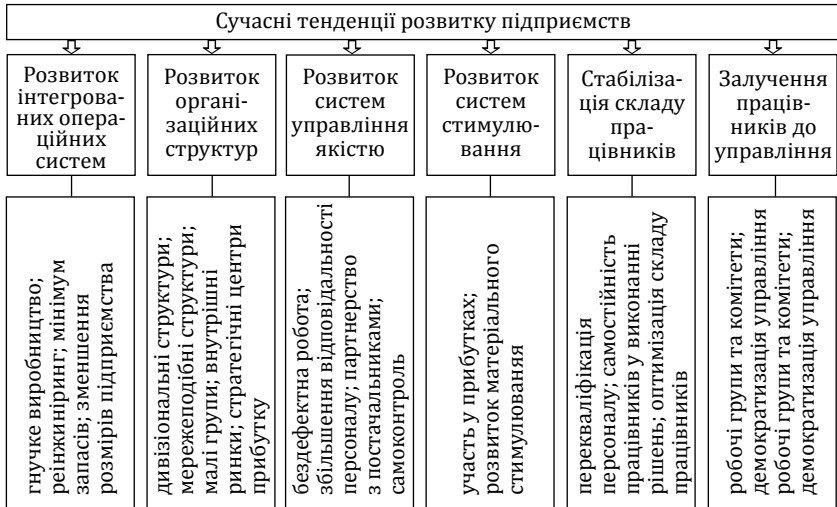 Сучасні тенденції розвитку підприємств
Розвиток
інтегрова-
них опера-
ційних
систем
Розвиток
органі-
заційних
структур
Розвиток
систем
управління
якістю
Розвиток
систем
стимулю-
вання
Стабіліза-
ція складу
пра-
цівників
Залучення
праців-
ників до
управління
гнучке виробництво;
реінжиніринг; мінімум
запасів; зменшення
розмірів підприємства
дивізіональні структури;
мережеподібні структури;
малі групи; внутрішні
ринки; стратегічні центри
прибутку
бездефектна робота;
збільшення відповідальності
персоналу; партнерство
з постачальниками;
самоконтроль
участь у прибутках;
розвиток матеріального
стимулюваняя
перекваліфікація
персоналу; самостійність
працівників у виконанні
рішень; оптимізація складу
працівників
робочі групи та комітети;
демократизація управління
робочі групи та комітети;
демократизація управління